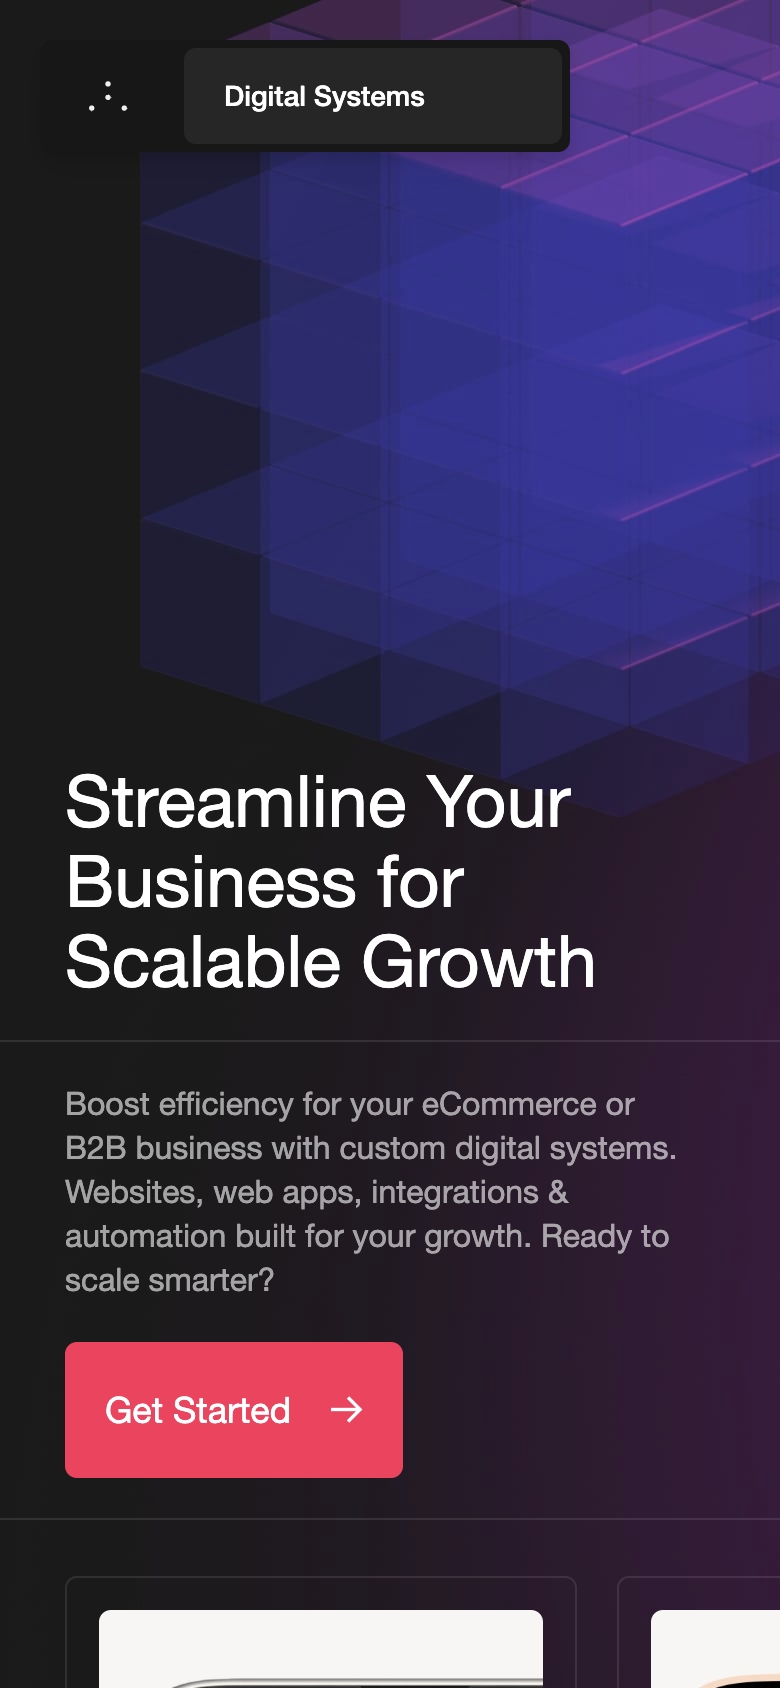 Digital Systems
Streamline Your
Business for
Scalable Growth
Boost efficiency for your eCommerce or
B2B business with custom digital systems.
Websites, web apps, integrations &
automation built for your growth. Ready to
scale smarter?
Get Started →